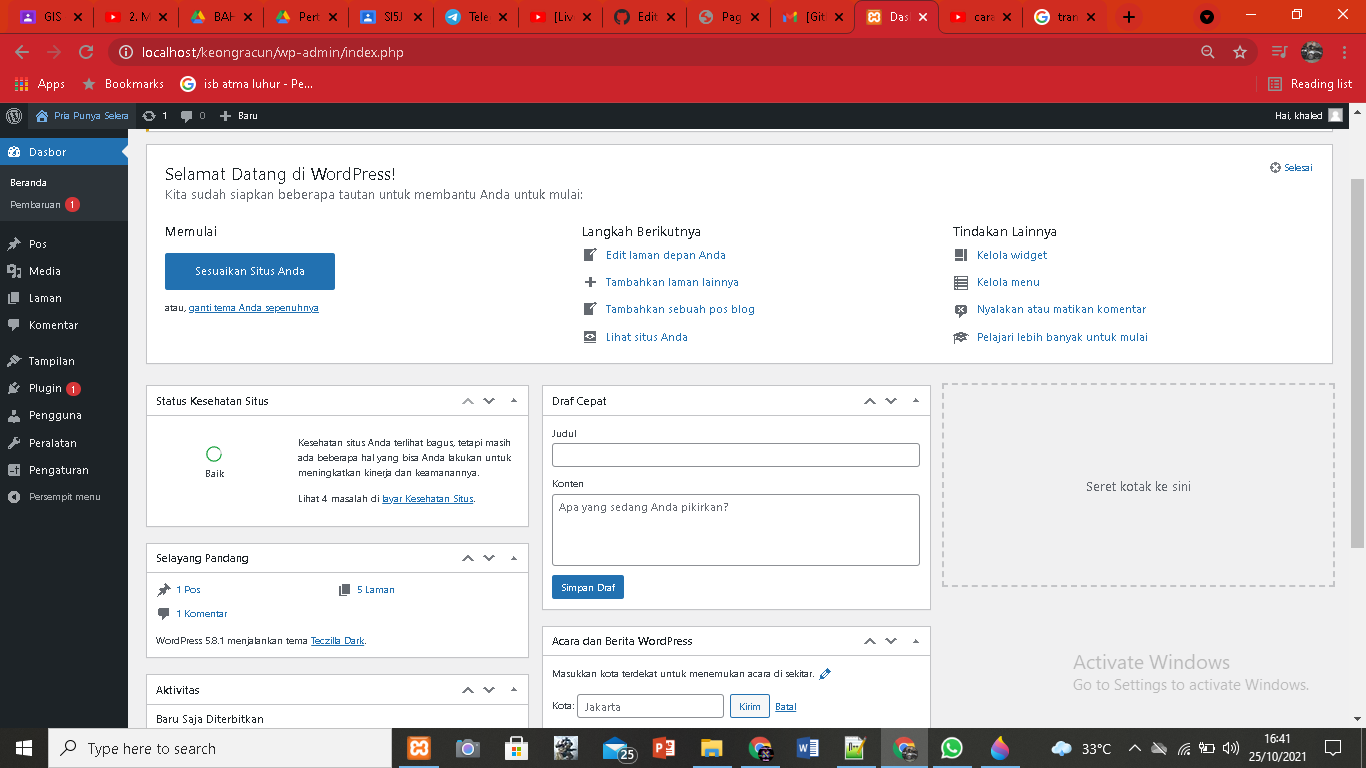 GIS
2. M
BAH
Pert
SI5J
Tele
[Liv
Edit
Pag
[Git
Das
cara
tran
localhost/keongracun/wp-admin/index.php
Apps
Bookmarks
isb atma luhur - Pe...
Reading list
Pria Punya Selera
1
0
Baru
Hai, khaled
Dasbor
Beranda
Pembaruan 1
Pos
Media
Laman
Komentar
Tampilan
Plugin 1
Pengguna
Peralatan
Pengaturan
Persempit menu
Selamat Datang di WordPress!
Selesai
Kita sudah siapkan beberapa tautan untuk membantu Anda untuk mulai:
Memulai
Sesuaikan Situs Anda
atau, ganti tema Anda sepenuhnya
Langkah Berikutnya
Edit laman depan Anda
Tambahkan laman lainnya
Tambahkan sebuah pos blog
Lihat situs Anda
Tindakan Lainnya
Kelola widget
Kelola menu
Nyalakan atau matikan komentar
Pelajari lebih banyak untuk mulai
Status Kesehatan Situs
Baik
Kesehatan situs Anda terlihat bagus, tetapi masih
ada beberapa hal yang bisa Anda lakukan untuk
meningkatkan kinerja dan keamanannya.
Lihat 4 masalah di layar Kesehatan Situs.
Selayang Pandang
1 Pos
5 Laman
1 Komentar
WordPress 5.8.1 menjalankan tema Teczilla Dark.
Aktivitas
Baru Saja Diterbitkan
Draf Cepat
Judul
Konten
Apa yang sedang Anda pikirkan?
Simpan Draf
Acara dan Berita WordPress
Masukkan kota terdekat untuk menemukan acara di sekitar.
Kota:
Jakarta
Kirim
Batal
Seret kotak ke sini
Activate Windows
Go to Settings to activate Windows.
Type here to search
25
33°C
16:41
25/10/2021